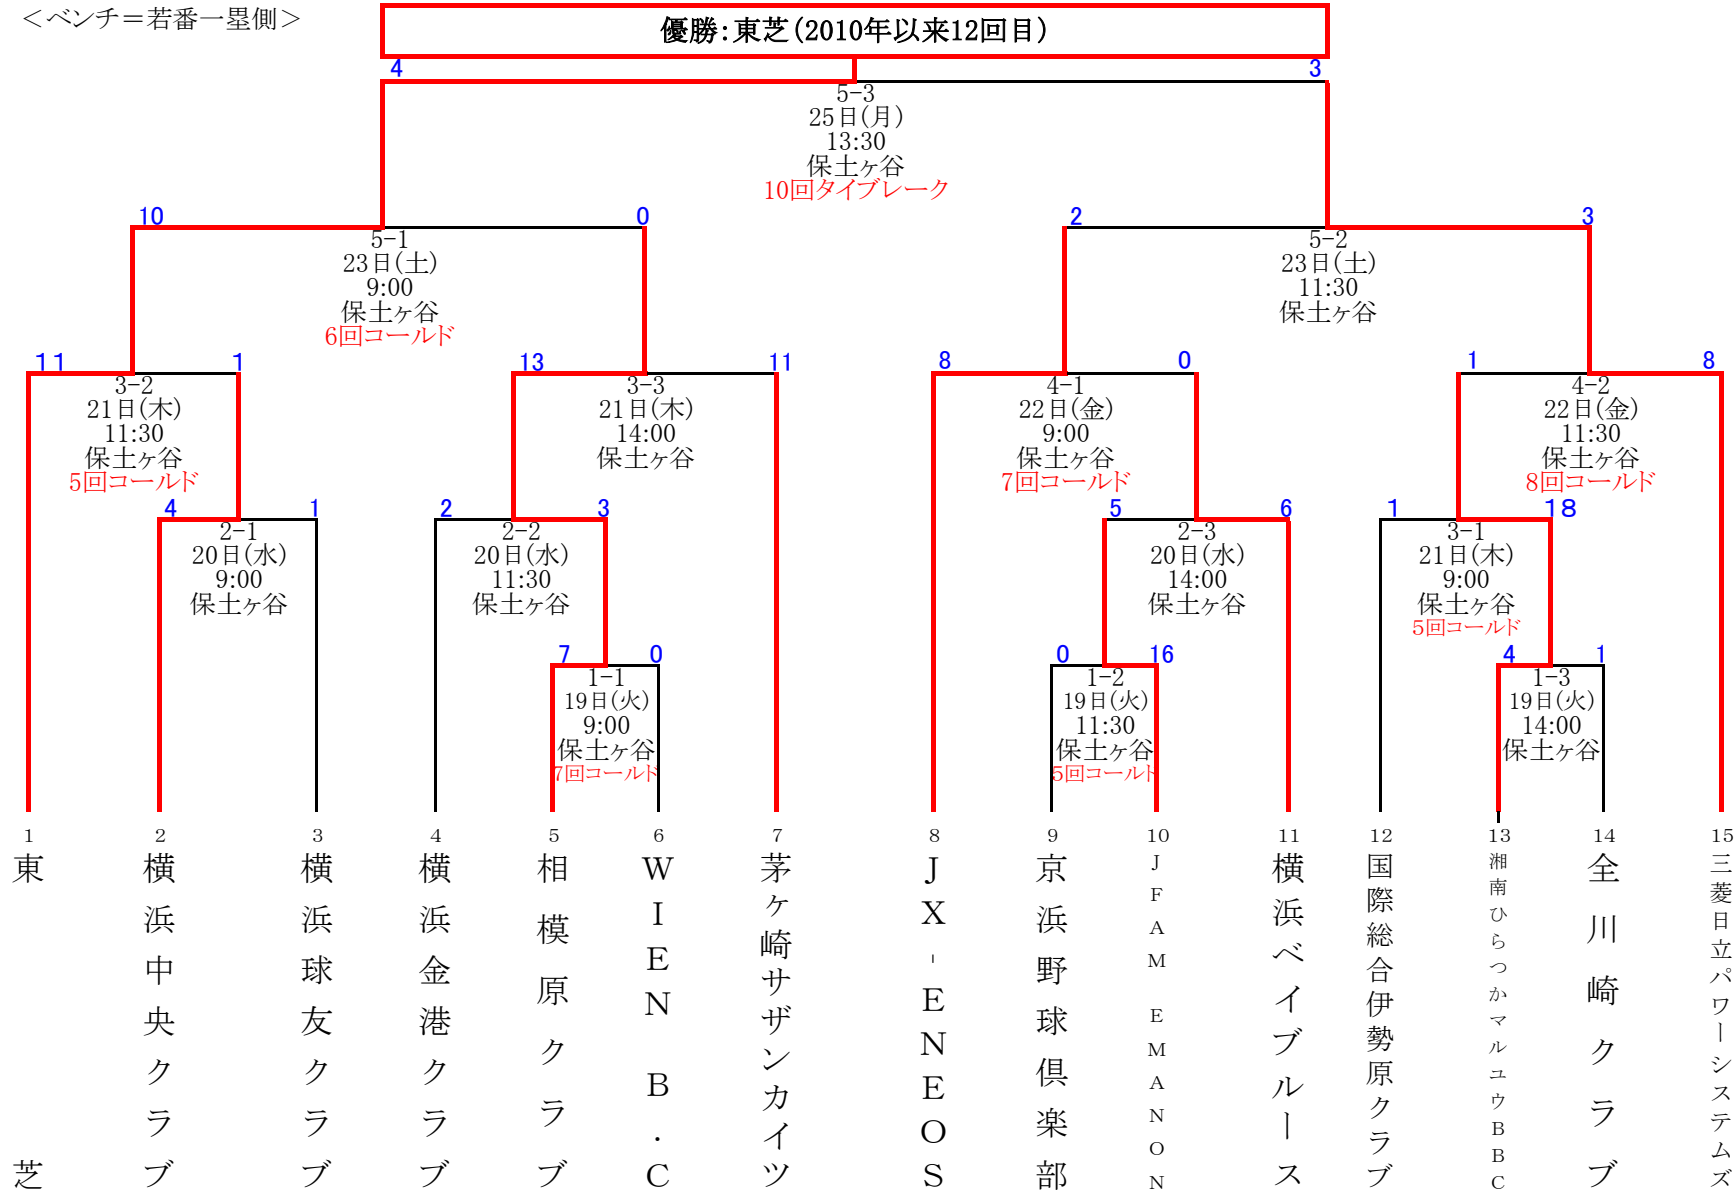 ＜ベンチ＝若番一塁側＞
優勝：東芝（2010年以来12回目）
4
3
5-3
25日(月)
13:30
保土ヶ谷
10回タイブレーク
10
0
5-1
23日(土)
9:00
保土ヶ谷
6回コールド
2
3
5-2
23日(土)
11:30
保土ヶ谷
11
1
3-2
21日(木)
11:30
保土ヶ谷
5回コールド
13
11
3-3
21日(木)
14:00
保土ヶ谷
8
0
4-1
22日(金)
9:00
保土ヶ谷
7回コールド
1
8
4-2
22日(金)
11:30
保土ヶ谷
8回コールド
4
1
2-1
20日(水)
9:00
保土ヶ谷
2
3
2-2
20日(水)
11:30
保土ヶ谷
5
6
2-3
20日(水)
14:00
保土ヶ谷
1
18
3-1
21日(木)
9:00
保土ヶ谷
5回コールド
7
0
1-1
19日(火)
9:00
保土ヶ谷
7回コールド
0
16
1-2
19日(火)
11:30
保土ヶ谷
5回コールド
4
1
1-3
19日(火)
14:00
保土ヶ谷
1
東芝
2
横浜中央クラブ
3
横浜球友クラブ
4
横浜金港クラブ
5
相模原クラブ
6
WIEN B.C
7
茅ヶ崎サザンカイツ
8
JX-ENEOS
9
京浜野球倶楽部
10
JFAM EMANON
11
横浜ベイブルース
12
国際総合伊勢原クラブ
13
湘南ひらつかマルユウBBC
14
全川崎クラブ
15
三菱日立パワーシステムズ